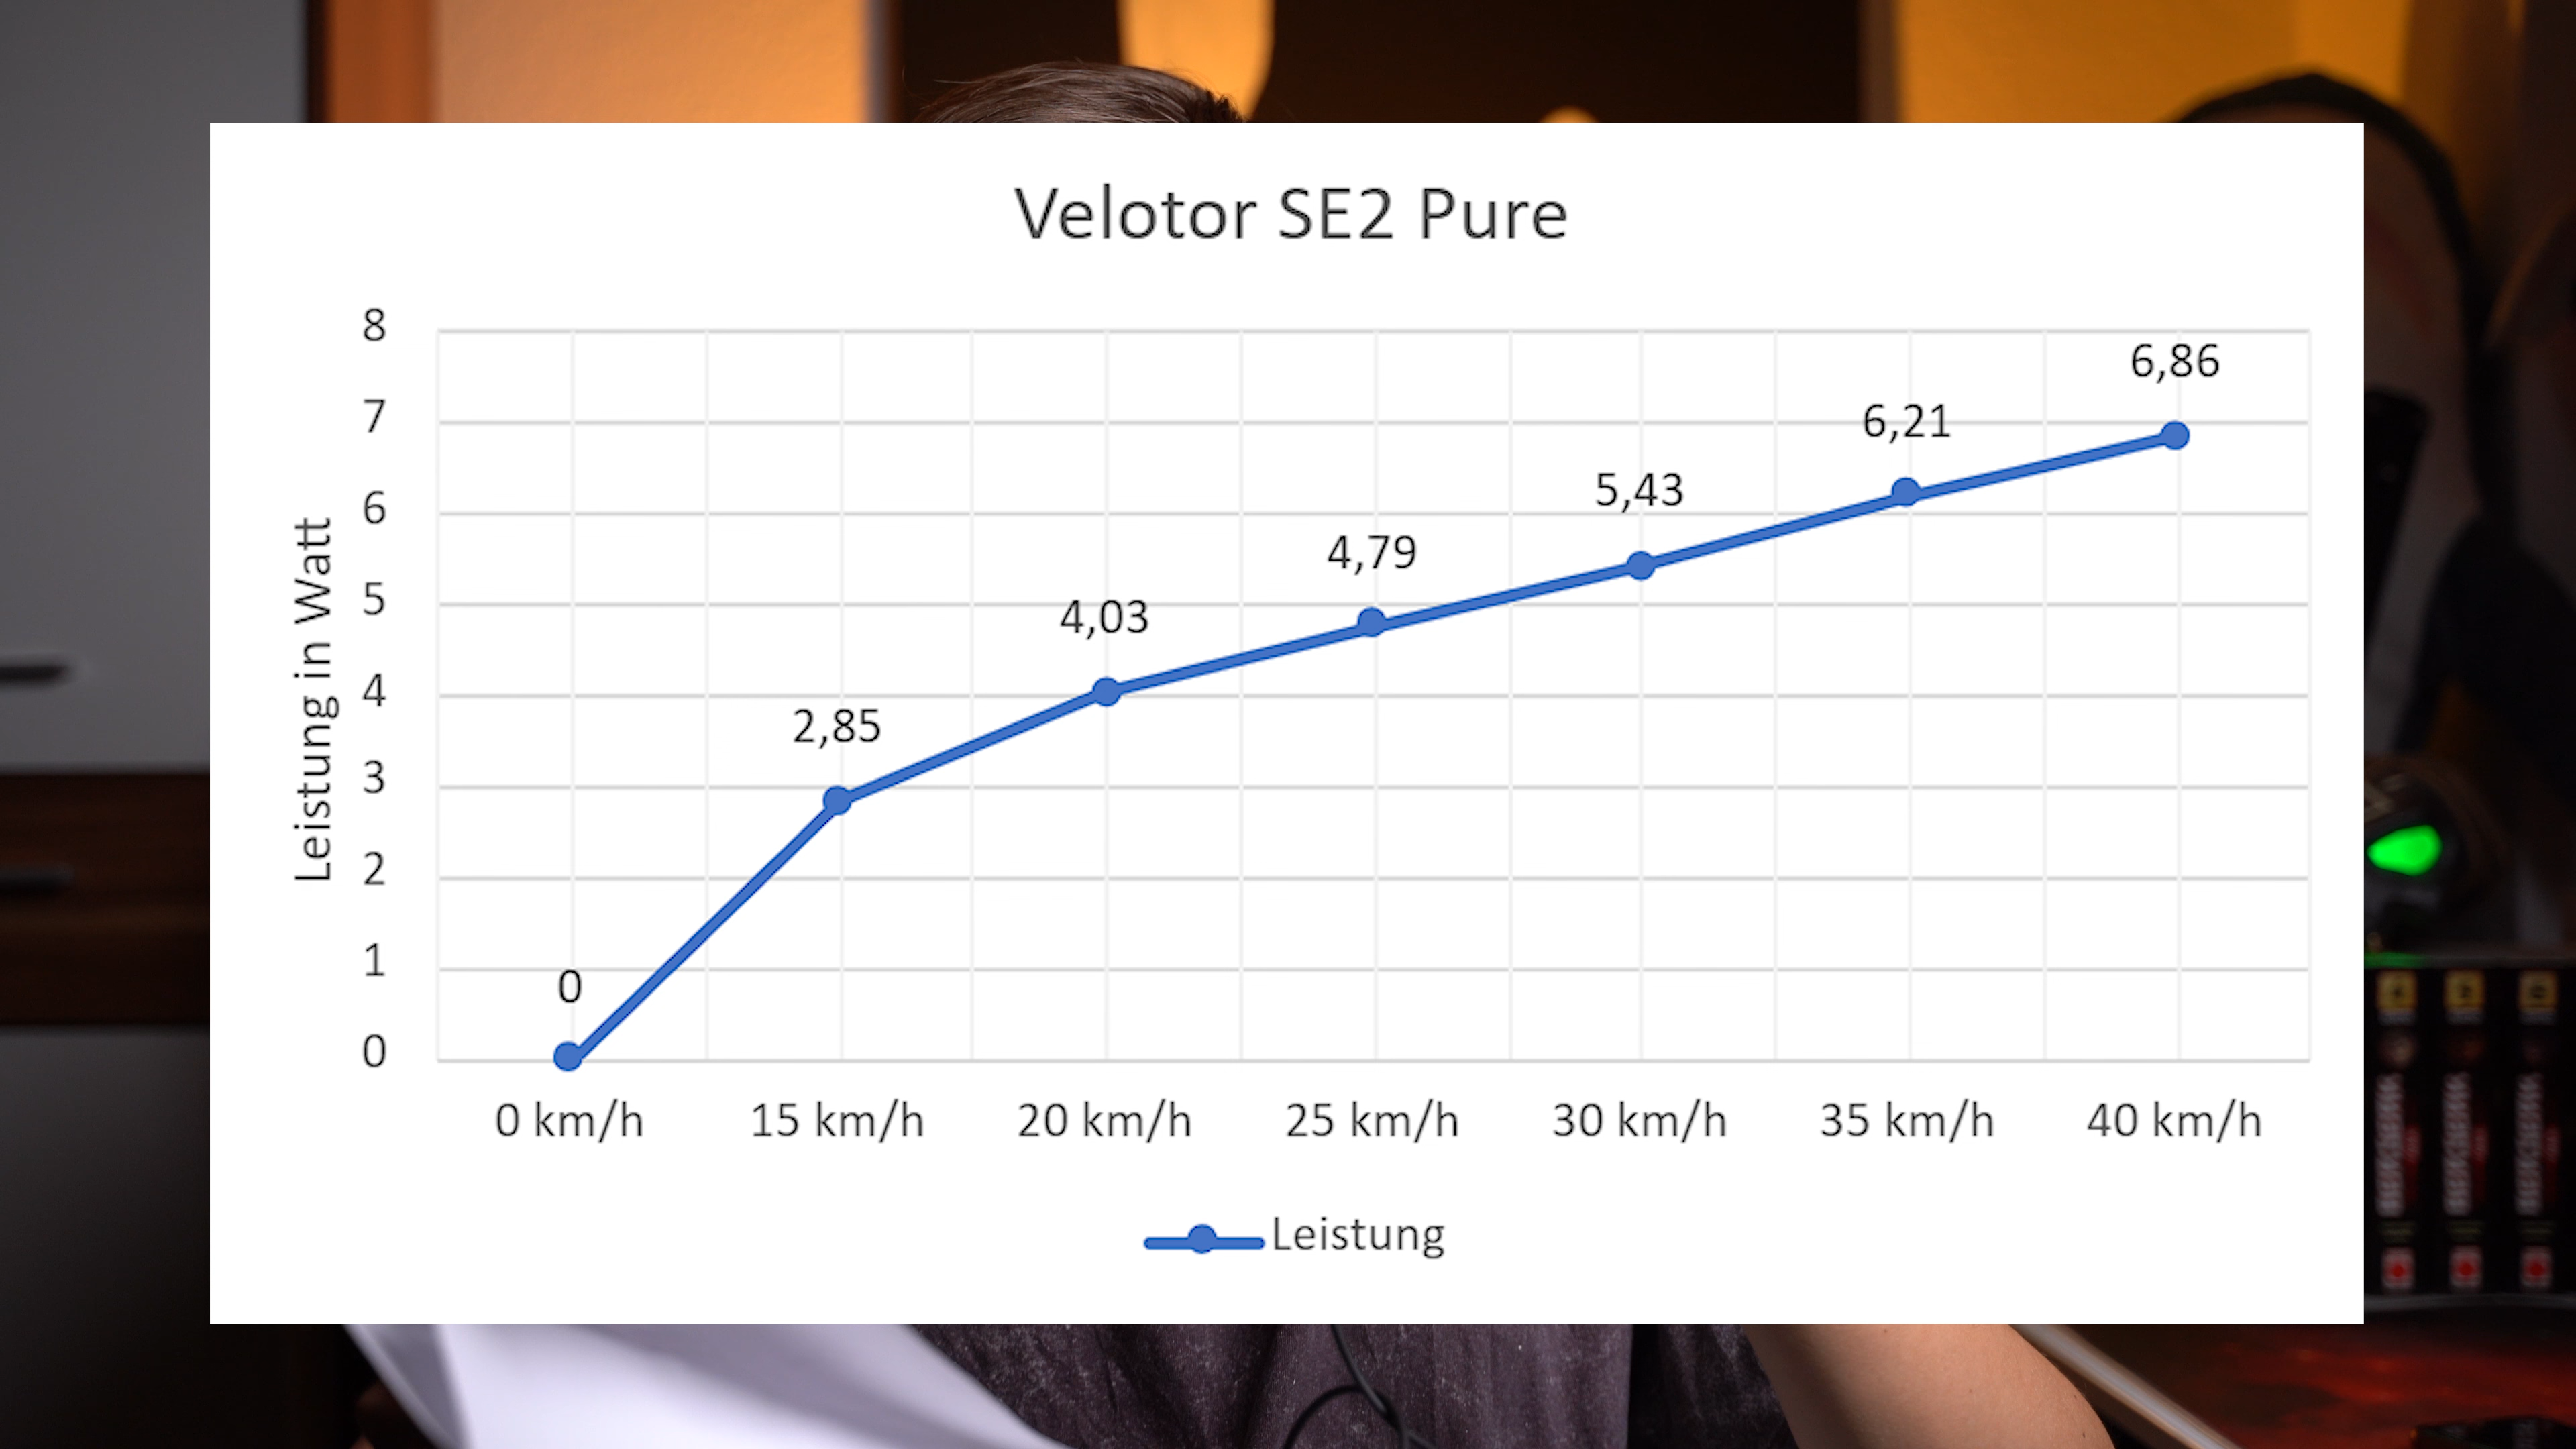 Velotor SE2 Pure
Leistung in Watt
8
7
6
5
4
3
2
1
0
0
2,85
4,03
4,79
5,43
6,21
6,86
0 km/h
15 km/h
20 km/h
25 km/h
30 km/h
35 km/h
40 km/h
Leistung